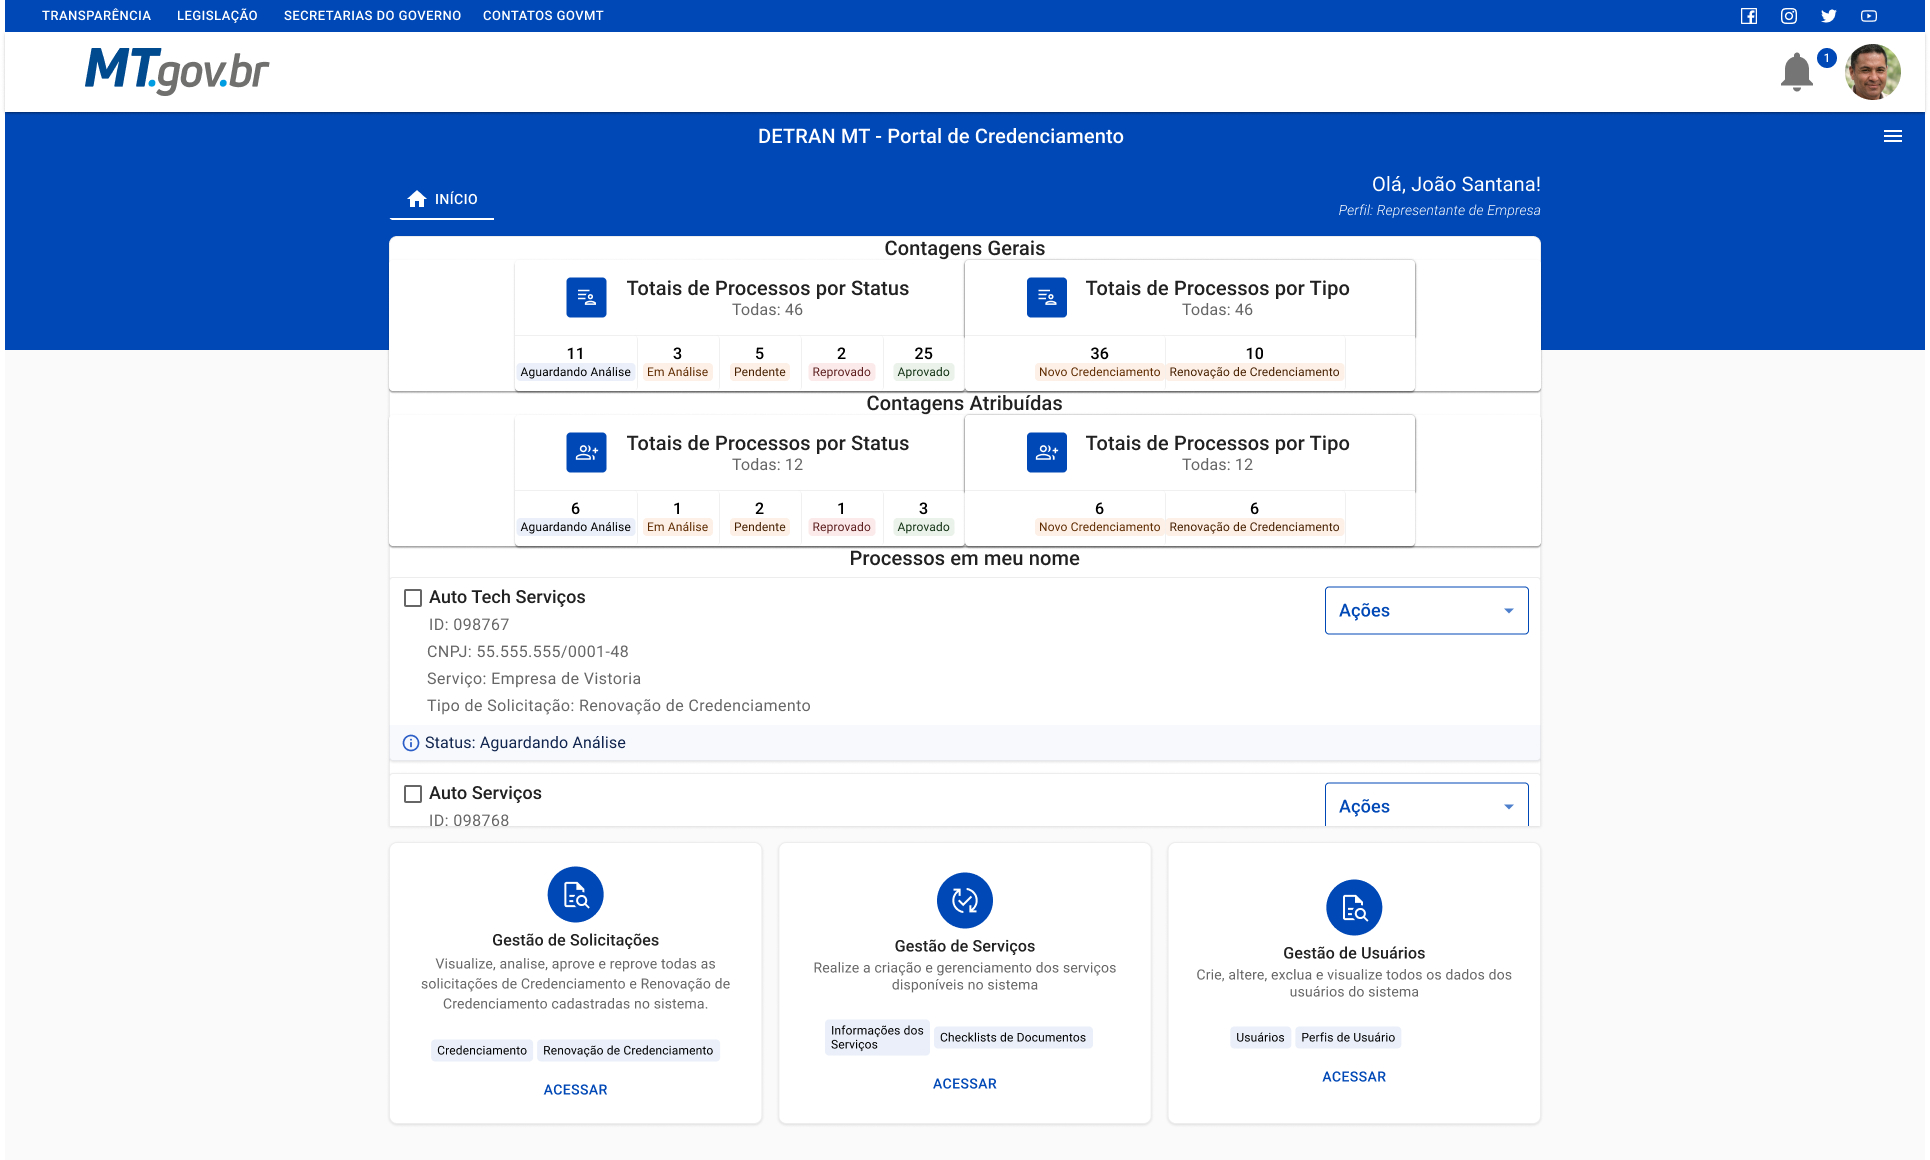 TRANSPARÊNCIA LEGISLAÇÃO SECRETARIAS DO GOVERNO CONTATOS GOVMT
MT.gov.br
1
DETRAN MT - Portal de Credenciamento
INÍCIO
Olá, João Santana!
Perfil: Representante de Empresa
Contagens Gerais
Totais de Processos por Status
Todas: 46
11 3 5 2 25
Aguardando Análise Em Análise Pendente Reprovado Aprovado
Totais de Processos por Tipo
Todas: 46
36 10
Novo Credenciamento Renovação de Credenciamento
Contagens Atribuídas
Totais de Processos por Status
Todas: 12
6 1 2 1 3
Aguardando Análise Em Análise Pendente Reprovado Aprovado
Totais de Processos por Tipo
Todas: 12
6 6
Novo Credenciamento Renovação de Credenciamento
Processos em meu nome
Auto Tech Serviços
Ações
ID: 098767
CNPJ: 55.555.555/0001-48
Serviço: Empresa de Vistoria
Tipo de Solicitação: Renovação de Credenciamento
Status: Aguardando Análise
Auto Serviços
Ações
ID: 098768
Gestão de Solicitações
Visualize, analise, aprove e reprove todas as
solicitações de Credenciamento e Renovação de
Credenciamento cadastradas no sistema.
Credenciamento Renovação de Credenciamento
ACESSAR
Gestão de Serviços
Realize a criação e gerenciamento dos serviços
disponíveis no sistema
Informações dos
Serviços
Checklists de Documentos
ACESSAR
Gestão de Usuários
Crie, altere, exclua e visualize todos os dados dos
usuários do sistema
Usuários Perfis de Usuário
ACESSAR